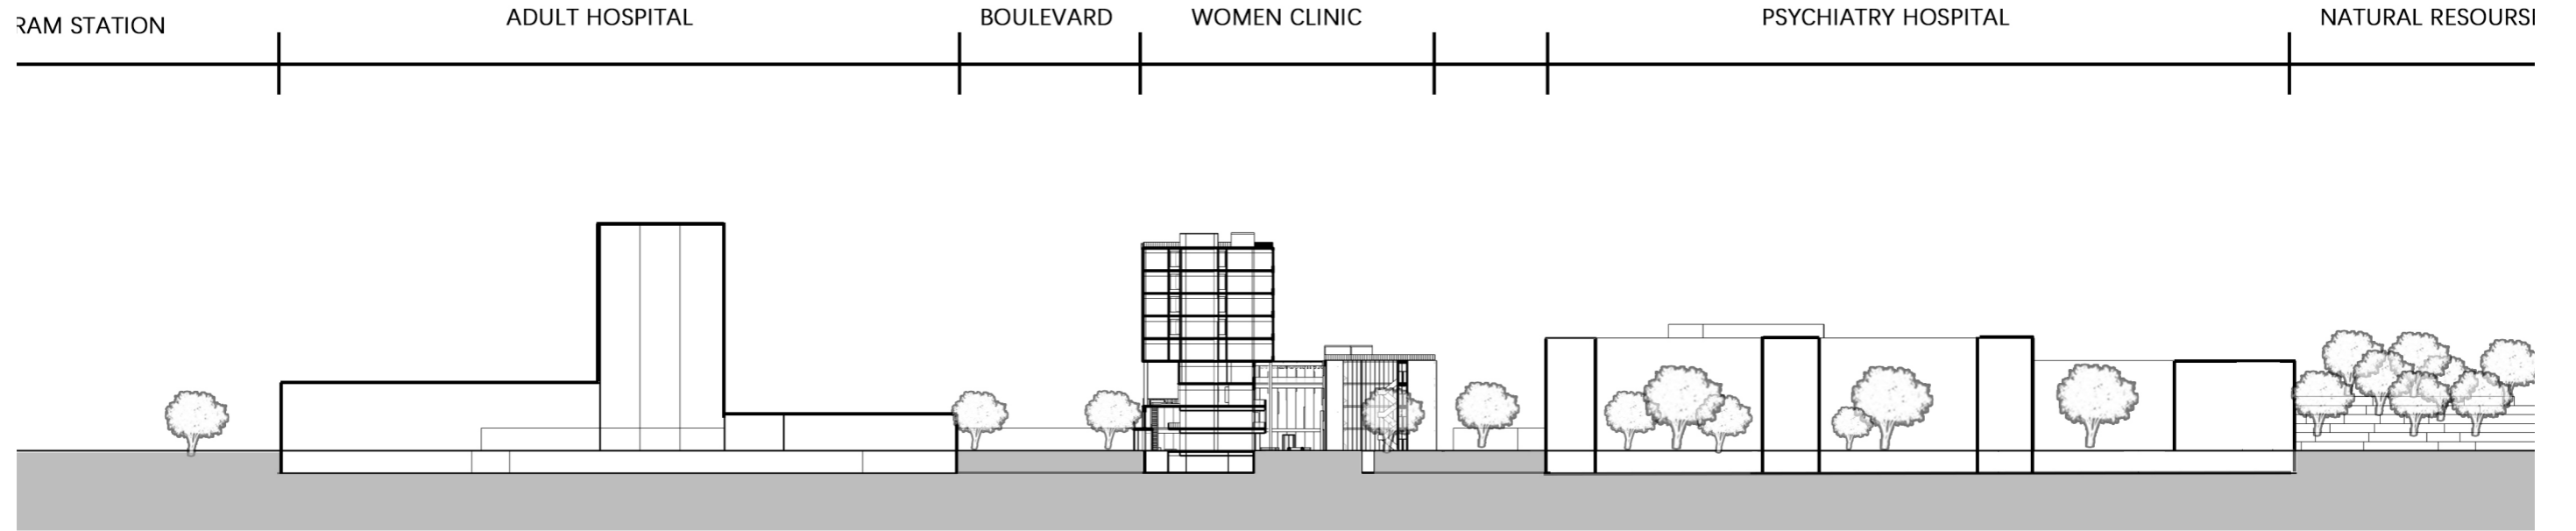 RAM STATION
ADULT HOSPITAL
BOULEVARD
WOMEN CLINIC
PSYCHIATRY HOSPITAL
NATURAL RESOURSI